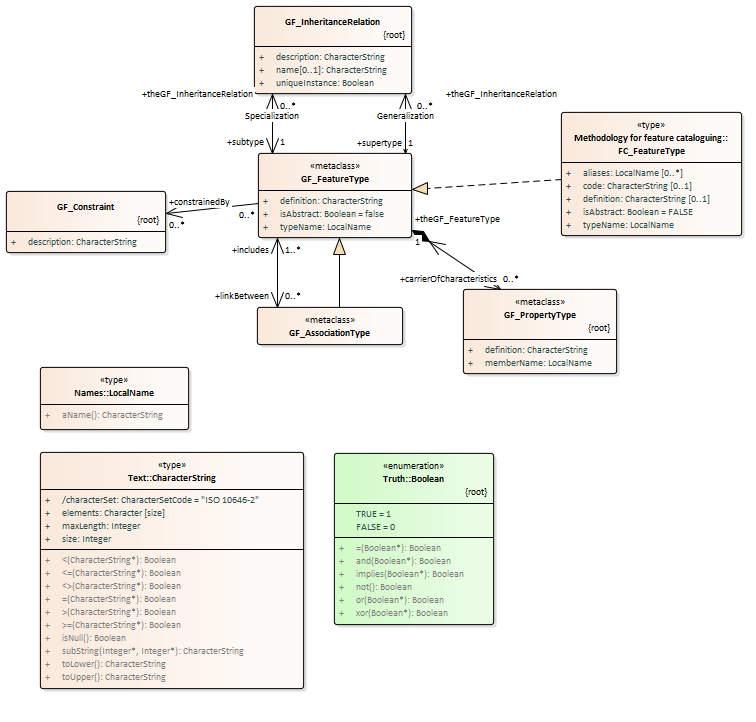 GF_InheritanceRelation
{root}
+ description: CharacterString
+ name[0..1]: CharacterString
+ uniqueInstance: Boolean
+theGF_InheritanceRelation
0..*
Specialization
+subtype
1
+theGF_InheritanceRelation
0..*
Generalization
+supertype
1
«type»
Methodology for feature cataloguing::
FC_FeatureType
+ aliases: LocalName [0..*]
+ code: CharacterString [0..1]
+ definition: CharacterString [0..1]
+ isAbstract: Boolean = FALSE
+ typeName: LocalName
«metaclass»
GF_FeatureType
+ definition: CharacterString
+ isAbstract: Boolean = false
+ typeName: LocalName
GF_Constraint
{root}
+ description: CharacterString
+constrainedBy
0..*
0..*
+theGF_FeatureType
1
+includes
1..*
+carrierOfCharacteristics
0..*
+linkBetween
0..*
«metaclass»
GF_AssociationType
«metaclass»
GF_PropertyType
{root}
+ definition: CharacterString
+ memberName: LocalName
«type»
Names::LocalName
+ aName(): CharacterString
«type»
Text::CharacterString
+ /characterSet: CharacterSetCode = "ISO 10646-2"
+ elements: Character [size]
+ maxLength: Integer
+ size: Integer
+ <(CharacterString*): Boolean
+ <=(CharacterString*): Boolean
+ <>(CharacterString*): Boolean
+ =(CharacterString*): Boolean
+ >(CharacterString*): Boolean
+ >=(CharacterString*): Boolean
+ isNull(): Boolean
+ subString(Integer*, Integer*): CharacterString
+ toLower(): CharacterString
+ toUpper(): CharacterString
«enumeration»
Truth::Boolean
{root}
TRUE = 1
FALSE = 0
+ =(Boolean*): Boolean
+ and(Boolean*): Boolean
+ implies(Boolean*): Boolean
+ not(): Boolean
+ or(Boolean*): Boolean
+ xor(Boolean*): Boolean